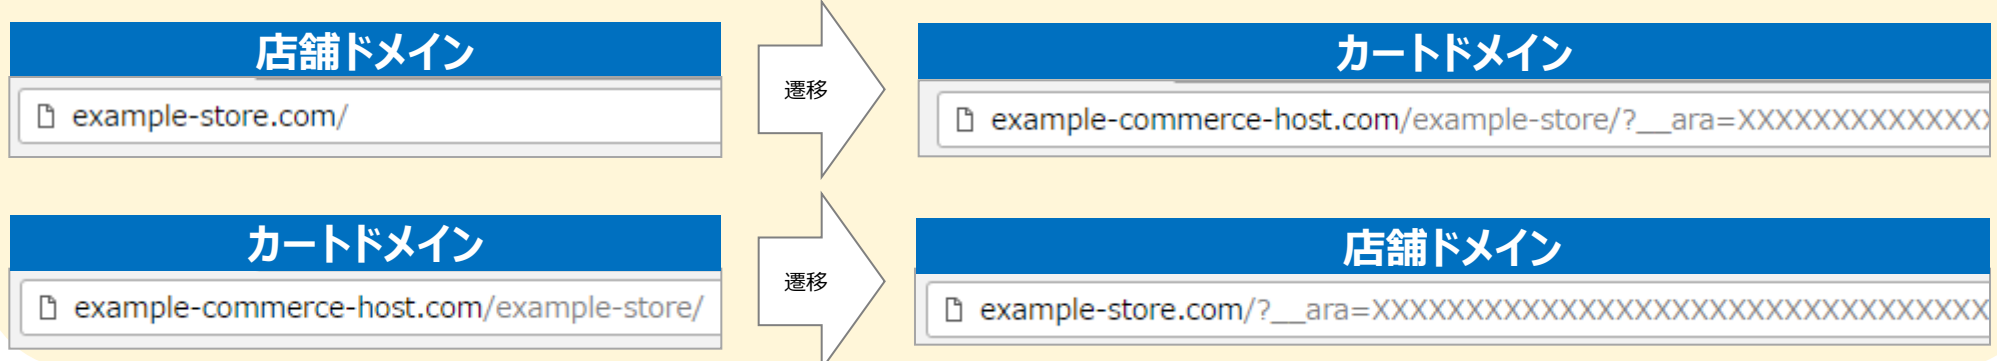 店舗ドメイン
遷移
カートドメイン
example-store.com/
example-commerce-host.com/example-store/?__ara=XXXXXXXXXXXXXX
カートドメイン
遷移
店舗ドメイン
example-commerce-host.com/example-store/
example-store.com/?__ara=XXXXXXXXXXXXXXXXXXXXXXXXXXXXXXXXX